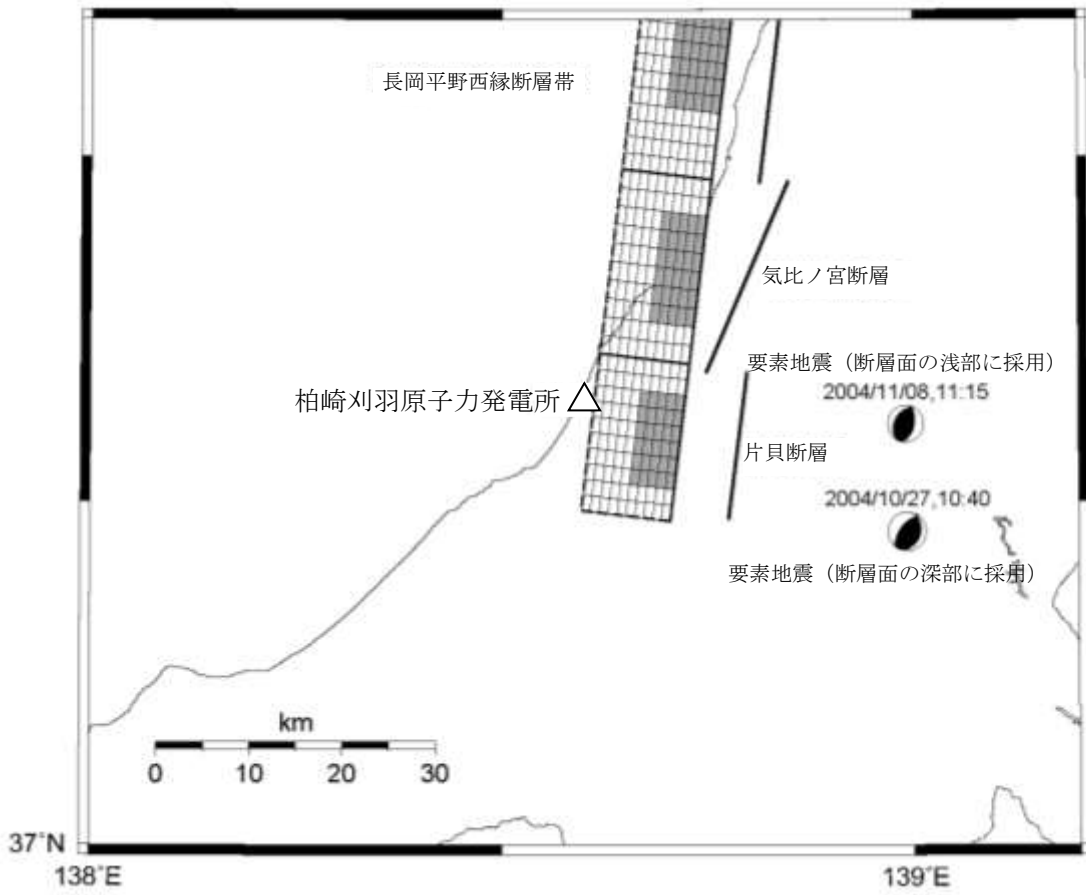 長岡平野西縁断層帯
気比ノ宮断層
要素地震（断層面の浅部に採用）
2004/11/08,11:15
柏崎刈羽原子力発電所
片貝断層
2004/10/27,10:40
要素地震（断層面の深部に採用）
km
0 10 20 30
37°N
138°E 139°E